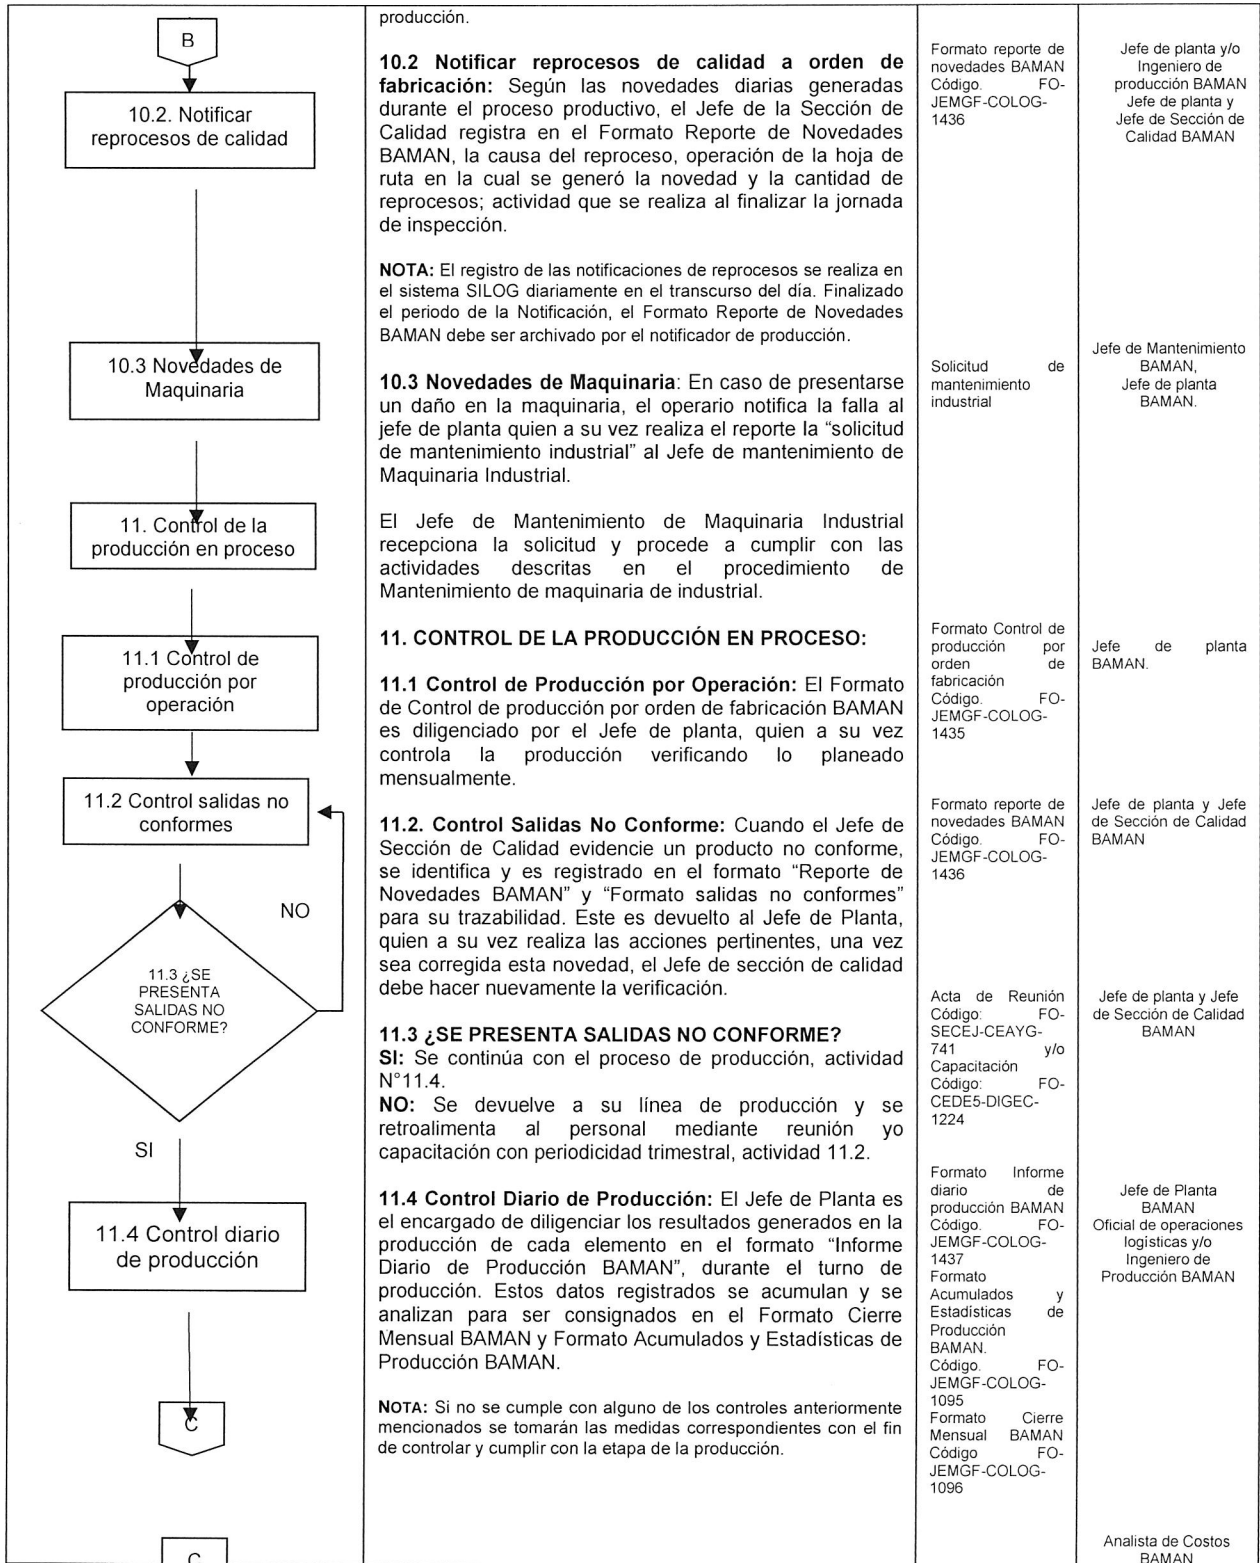 B
10.2. Notificar
reprocesos de calidad
10.3 Novedades de
Maquinaria
11. Control de la
producción en proceso
11.1 Control de
producción por
operación
11.2 Control salidas no
conformes
NO
11.3 ¿SE
PRESENTA
SALIDAS NO
CONFORME?
SI
11.4 Control diario
de producción
C
C
producción.
10.2 Notificar reprocesos de calidad a orden de
fabricación: Según las novedades diarias generadas
durante el proceso productivo, el Jefe de la Sección de
Calidad registra en el Formato Reporte de Novedades
BAMAN, la causa del reproceso, operación de la hoja de
ruta en la cual se generó la novedad y la cantidad de
reprocesos; actividad que se realiza al finalizar la jornada
de inspección.
NOTA: El registro de las notificaciones de reprocesos se realiza en
el sistema SILOG diariamente en el transcurso del día. Finalizado
el periodo de la Notificación, el Formato Reporte de Novedades
BAMAN debe ser archivado por el notificador de producción.
10.3 Novedades de Maquinaria: En caso de presentarse
un daño en la maquinaria, el operario notifica la falla al
jefe de planta quien a su vez realiza el reporte la “solicitud
de mantenimiento industrial” al Jefe de mantenimiento de
Maquinaria Industrial.
El Jefe de Mantenimiento de Maquinaria Industrial
recepciona la solicitud y procede a cumplir con las
actividades descritas en el procedimiento de
Mantenimiento de maquinaria de industrial.
11. CONTROL DE LA PRODUCCIÓN EN PROCESO:
11.1 Control de Producción por Operación: El Formato
de Control de producción por orden de fabricación BAMAN
es diligenciado por el Jefe de planta, quien a su vez
controla la producción verificando lo planeado
mensualmente.
11.2. Control Salidas No Conforme: Cuando el Jefe de
Sección de Calidad evidencie un producto no conforme,
se identifica y es registrado en el formato “Reporte de
Novedades BAMAN” y “Formato salidas no conformes”
para su trazabilidad. Este es devuelto al Jefe de Planta,
quien a su vez realiza las acciones pertinentes, una vez
sea corregida esta novedad, el Jefe de sección de calidad
debe hacer nuevamente la verificación.
11.3 ¿SE PRESENTA SALIDAS NO CONFORME?
SI: Se continúa con el proceso de producción, actividad
N°11.4.
NO: Se devuelve a su línea de producción y se
retroalimenta al personal mediante reunión yo
capacitación con periodicidad trimestral, actividad 11.2.
11.4 Control Diario de Producción: El Jefe de Planta es
el encargado de diligenciar los resultados generados en la
producción de cada elemento en el formato “Informe
Diario de Producción BAMAN”, durante el turno de
producción. Estos datos registrados se acumulan y se
analizan para ser consignados en el Formato Cierre
Mensual BAMAN y Formato Acumulados y Estadísticas de
Producción BAMAN.
NOTA: Si no se cumple con alguno de los controles anteriormente
mencionados se tomarán las medidas correspondientes con el fin
de controlar y cumplir con la etapa de la producción.
Formato reporte de
novedades BAMAN
Código. FO-
JEMGF-COLOG-
1436
Solicitud de
mantenimiento
industrial
Formato Control de
producción por
orden de
fabricación
Código. FO-
JEMGF-COLOG-
1435
Formato reporte de
novedades BAMAN
Código. FO-
JEMGF-COLOG-
1436
Acta de Reunión
Código: FO-
SECEJ-CEAYG-
741 y/o
Capacitación
Código: FO-
CEDE5-DIGEC-
1224
Formato Informe
diario de
producción BAMAN
Código. FO-
JEMGF-COLOG-
1437
Formato
Acumulados y
Estadísticas de
Producción
BAMAN.
Código. FO-
JEMGF-COLOG-
1095
Formato Cierre
Mensual BAMAN
Código FO-
JEMGF-COLOG-
1096
Jefe de planta y/o
Ingeniero de
producción BAMAN
Jefe de planta y
Jefe de Sección de
Calidad BAMAN
Jefe de Mantenimiento
BAMAN,
Jefe de planta
BAMAN.
Jefe de planta
BAMAN.
Jefe de planta y Jefe
de Sección de Calidad
BAMAN
Jefe de planta y Jefe
de Sección de Calidad
BAMAN
Jefe de Planta
BAMAN
Oficial de operaciones
logísticas y/o
Ingeniero de
Producción BAMAN
Analista de Costos
BAMAN